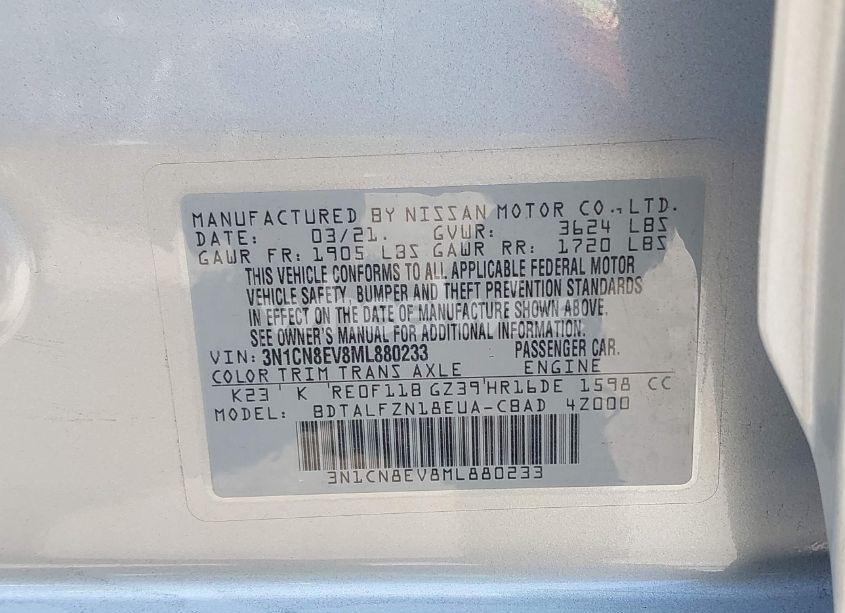 MANUFACTURED BY NISSAN MOTOR CO., LTD.
DATE: 03/21. GVWR: 3624 LBS
GAWR FR: 1905 LBS GAWR RR: 1720 LBS
THIS VEHICLE CONFORMS TO ALL APPLICABLE FEDERAL MOTOR
VEHICLE SAFETY, BUMPER AND THEFT PREVENTION STANDARDS
IN EFFECT ON THE DATE OF MANUFACTURE SHOWN ABOVE.
SEE OWNER'S MANUAL FOR ADDITIONAL INFORMATION.
VIN: 3N1CN8EV8ML880233 PASSENGER CAR.
COLOR TRIM TRANS AXLE ENGINE
K23 K RE0F11B GZ39 HR16DE 1598 CC
MODEL: BDTALFZN18EUA-CBAD 4Z000
3N1CN8EV8ML880233